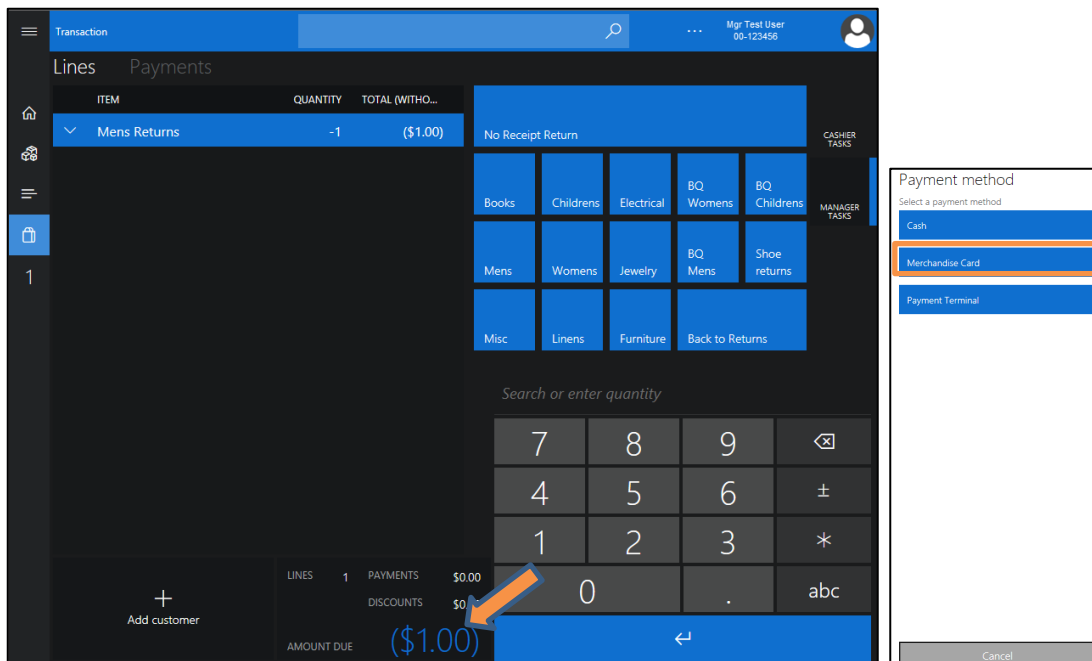 Transaction
Mgr Test User
00-123456
Lines Payments
ITEM QUANTITY TOTAL (WITHO...
Mens Returns -1 ($1.00)
No Receipt Return
CASHIER
TASKS
Books Childrens Electrical BQ Womens BQ Childrens
MANAGER
TASKS
Mens Womens Jewelry BQ Mens Shoe returns
Misc Linens Furniture Back to Returns
1
Search or enter quantity
7 8 9
4 5 6 ±
1 2 3 *
0 . abc
LINES 1 PAYMENTS $0.00
DISCOUNTS
Add customer
AMOUNT DUE ($1.00)
Payment method
Select a payment method
Cash
Merchandise Card
Payment Terminal
Cancel